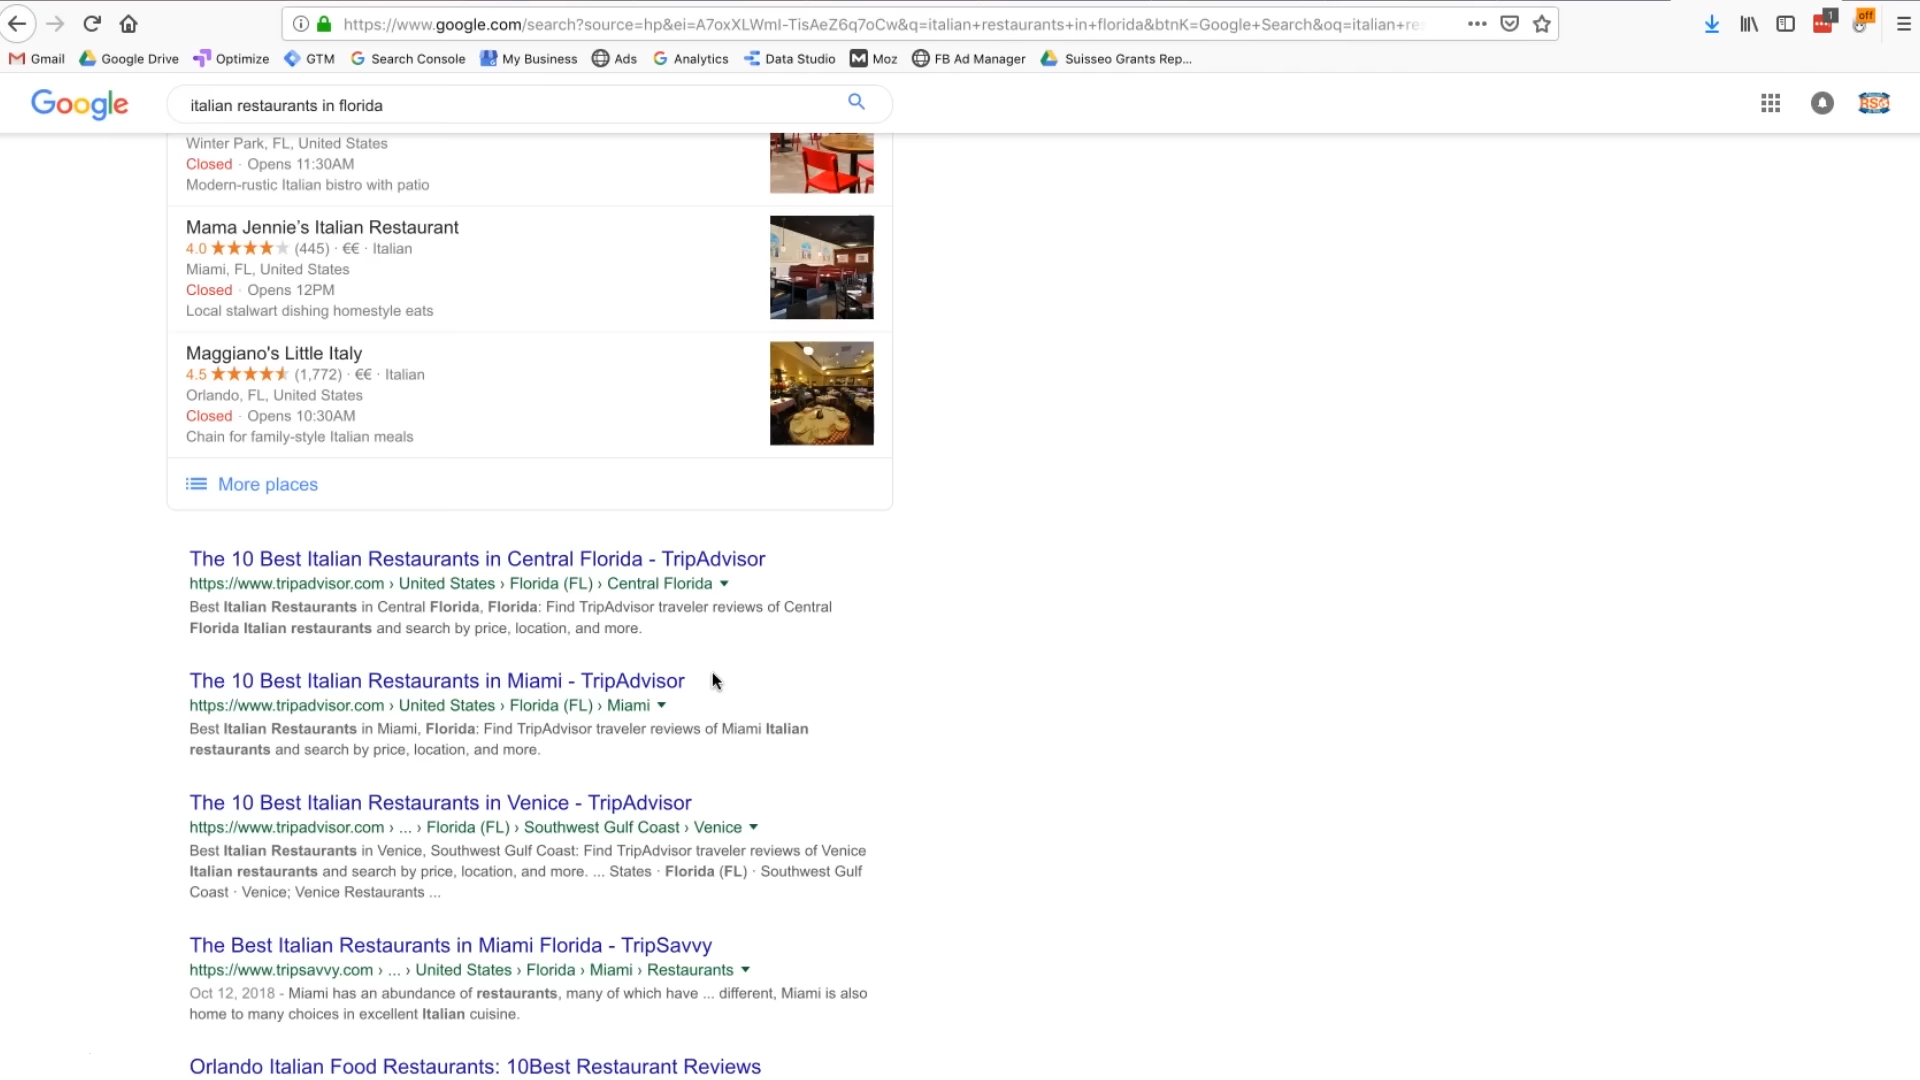 https://www.google.com/search?source=hp&ei=A7oxXLWmI-TisAeZ6q7oCw&q=italian+restaurants+in+florida&btnK=Google+Search&oq=italian+res
1
off
Gmail Google Drive Optimize GTM Search Console My Business Ads Analytics Data Studio Moz FB Ad Manager Suisseo Grants Rep...
Google
italian restaurants in florida
RSG
Winter Park, FL, United States
Closed · Opens 11:30AM
Modern-rustic Italian bistro with patio
Mama Jennie's Italian Restaurant
4.0 ★★★★★ (445) · €€ · Italian
Miami, FL, United States
Closed · Opens 12PM
Local stalwart dishing homestyle eats
Maggiano's Little Italy
4.5 ★★★★★ (1,772) · €€ · Italian
Orlando, FL, United States
Closed · Opens 10:30AM
Chain for family-style Italian meals
More places
The 10 Best Italian Restaurants in Central Florida - TripAdvisor
https://www.tripadvisor.com › United States › Florida (FL) › Central Florida
Best Italian Restaurants in Central Florida, Florida: Find TripAdvisor traveler reviews of Central
Florida Italian restaurants and search by price, location, and more.
The 10 Best Italian Restaurants in Miami - TripAdvisor
https://www.tripadvisor.com › United States › Florida (FL) › Miami
Best Italian Restaurants in Miami, Florida: Find TripAdvisor traveler reviews of Miami Italian
restaurants and search by price, location, and more.
The 10 Best Italian Restaurants in Venice - TripAdvisor
https://www.tripadvisor.com › ... › Florida (FL) › Southwest Gulf Coast › Venice
Best Italian Restaurants in Venice, Southwest Gulf Coast: Find TripAdvisor traveler reviews of Venice
Italian restaurants and search by price, location, and more. ... States · Florida (FL) · Southwest Gulf
Coast · Venice; Venice Restaurants ...
The Best Italian Restaurants in Miami Florida - TripSavvy
https://www.tripsavvy.com › ... › United States › Florida › Miami › Restaurants
Oct 12, 2018 - Miami has an abundance of restaurants, many of which have ... different, Miami is also
home to many choices in excellent Italian cuisine.
Orlando Italian Food Restaurants: 10Best Restaurant Reviews